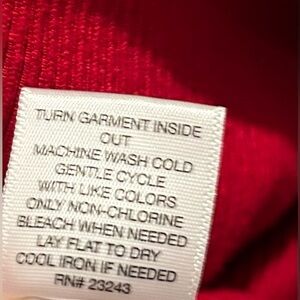 TURN GARMENT INSIDE
OUT
MACHINE WASH COLD
GENTLE CYCLE
WITH LIKE COLORS
ONLY NON-CHLORINE
BLEACH WHEN NEEDED
LAY FLAT TO DRY
COOL IRON IF NEEDED
RN# 23243